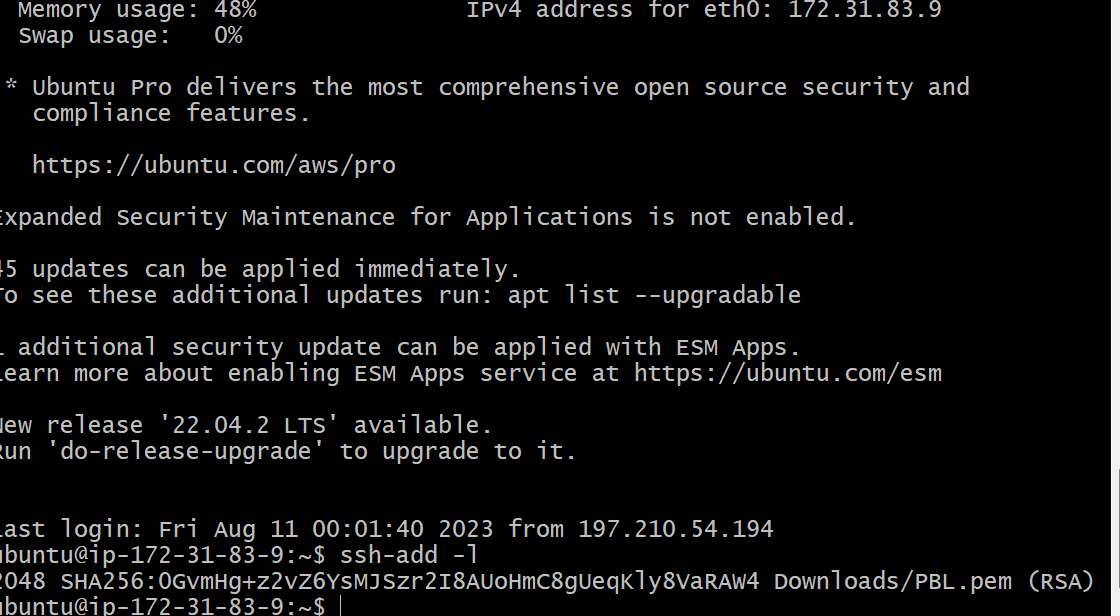 Memory usage: 48% IPv4 address for eth0: 172.31.83.9
Swap usage: 0%
* Ubuntu Pro delivers the most comprehensive open source security and
compliance features.
https://ubuntu.com/aws/pro
Expanded Security Maintenance for Applications is not enabled.
45 updates can be applied immediately.
To see these additional updates run: apt list --upgradable
1 additional security update can be applied with ESM Apps.
Learn more about enabling ESM Apps service at https://ubuntu.com/esm
New release '22.04.2 LTS' available.
Run 'do-release-upgrade' to upgrade to it.
Last login: Fri Aug 11 00:01:40 2023 from 197.210.54.194
ubuntu@ip-172-31-83-9:~$ ssh-add -l
2048 SHA256:OGvmHg+z2vZ6YsMJSzr2I8AUoHmC8gUeqKly8VaRAW4 Downloads/PBL.pem (RSA)
ubuntu@ip-172-31-83-9:~$